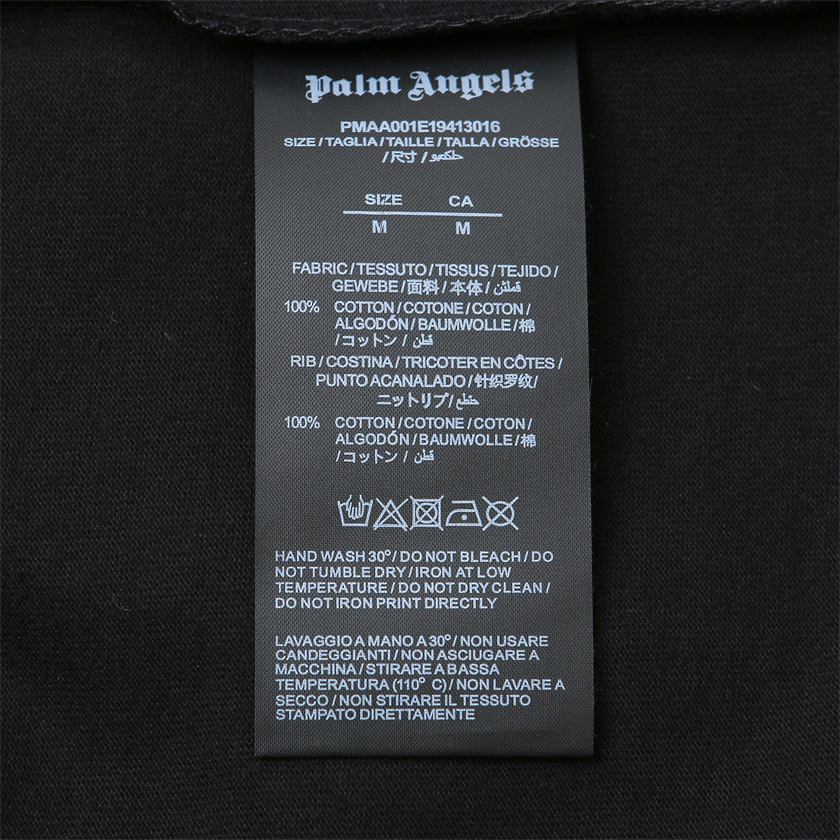 Palm Angels
PMAA001E19413016
SIZE / TAGLIA / TAILLE / TALLA / GRÖSSE
/ 尺寸 /
SIZE CA
M M
FABRIC / TESSUTO / TISSUS / TEJIDO /
GEWEBE / 面料 / 本体 /
100% COTTON / COTONE / COTON /
ALGODÓN / BAUMWOLLE / 棉
/ コットン / قطن
RIB / COSTINA / TRICOTER EN CÔTES /
PUNTO ACANALADO / 针织罗纹/
ニットリブ/
100% COTTON / COTONE / COTON /
ALGODÓN / BAUMWOLLE / 棉
/ コットン / قطن
HAND WASH 30° / DO NOT BLEACH / DO
NOT TUMBLE DRY / IRON AT LOW
TEMPERATURE / DO NOT DRY CLEAN /
DO NOT IRON PRINT DIRECTLY
LAVAGGIO A MANO A 30° / NON USARE
CANDEGGIANTI / NON ASCIUGARE A
MACCHINA / STIRARE A BASSA
TEMPERATURA (110° C) / NON LAVARE A
SECCO / NON STIRARE IL TESSUTO
STAMPATO DIRETTAMENTE